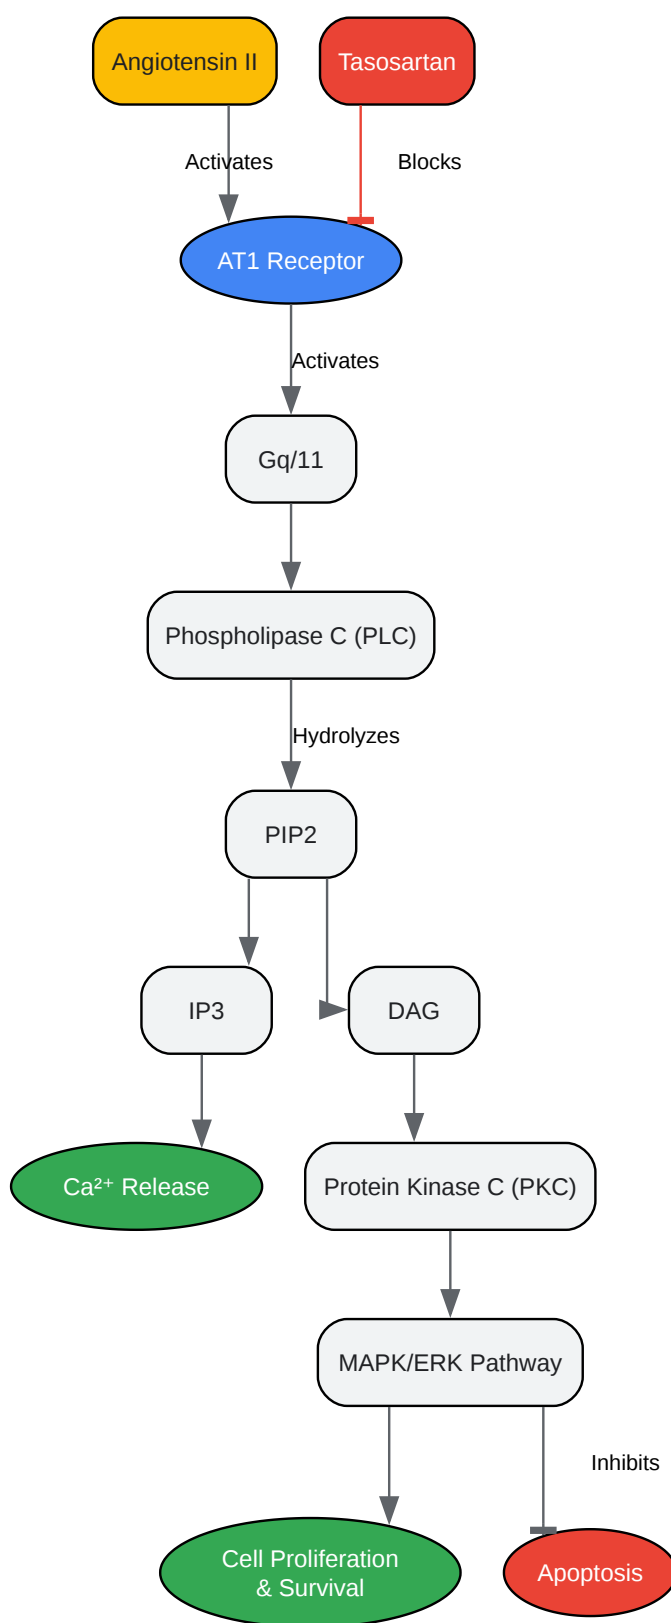 Angiotensin II
Tasosartan
Activates
Blocks
AT1 Receptor
Activates
Gq/11
Phospholipase C (PLC)
Hydrolyzes
PIP2
IP3
DAG
Ca²⁺ Release
Protein Kinase C (PKC)
MAPK/ERK Pathway
Inhibits
Cell Proliferation
& Survival
Apoptosis